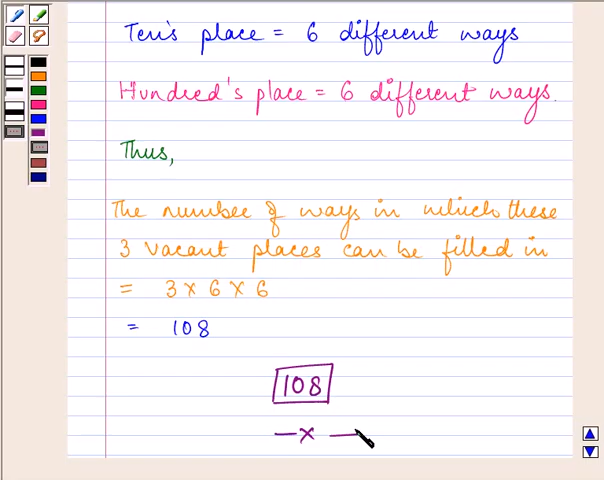 Ten's place = 6 different ways
Hundred's place = 6 different ways.
Thus,
The number of ways in which these
3 vacant places can be filled in
= 3 × 6 × 6
= 108
108
—×—